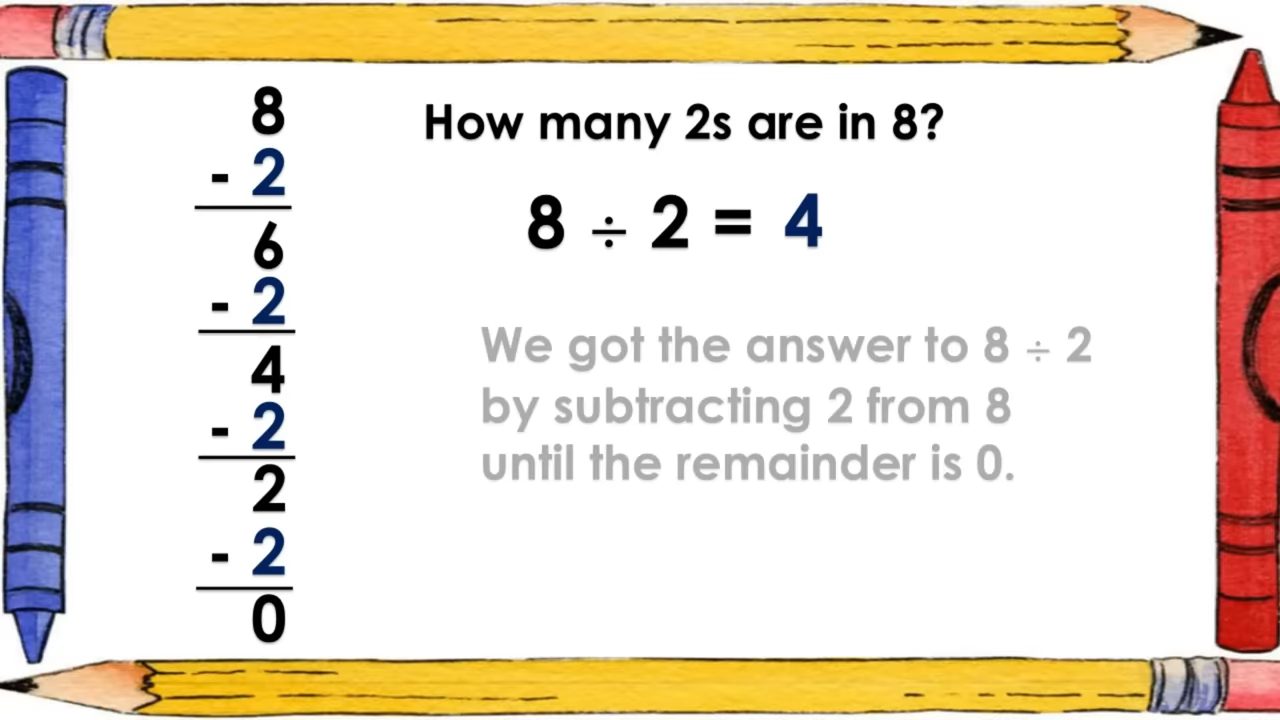 8
- 2
6
- 2
4
- 2
2
- 2
0
How many 2s are in 8?
8 ÷ 2 = 4
We got the answer to 8 ÷ 2
by subtracting 2 from 8
until the remainder is 0.